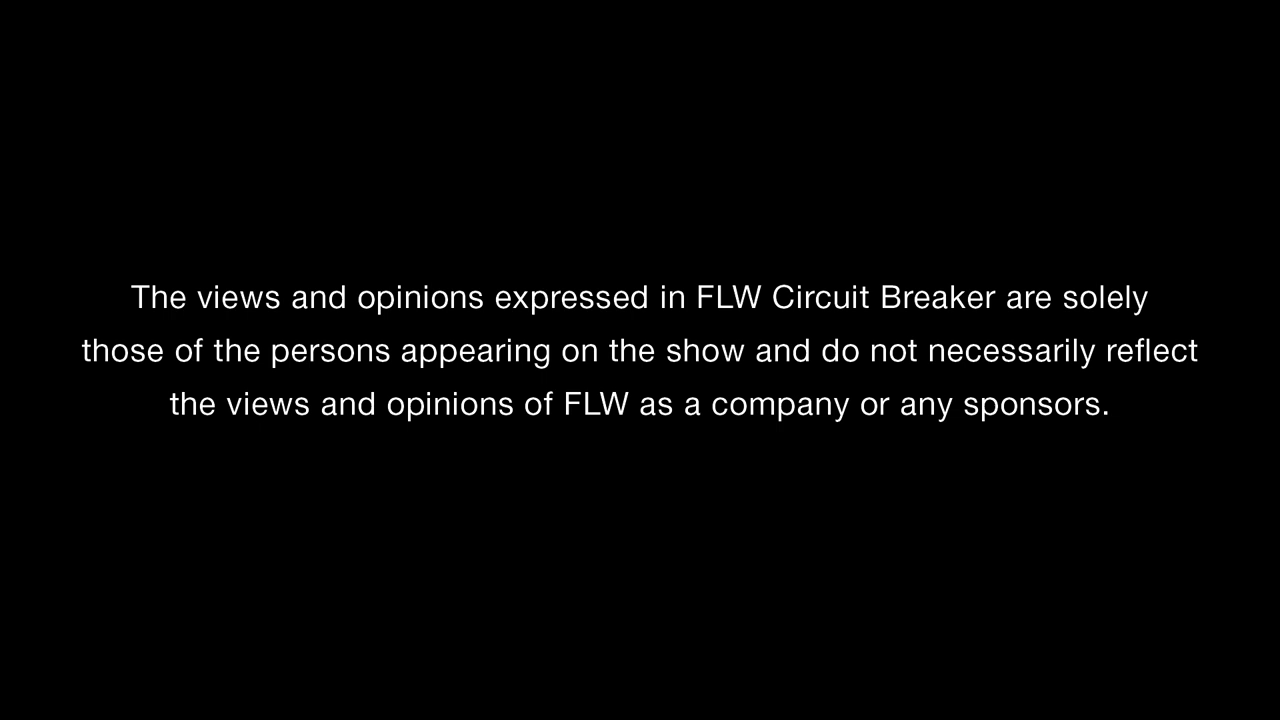 The views and opinions expressed in FLW Circuit Breaker are solely
those of the persons appearing on the show and do not necessarily reflect
the views and opinions of FLW as a company or any sponsors.